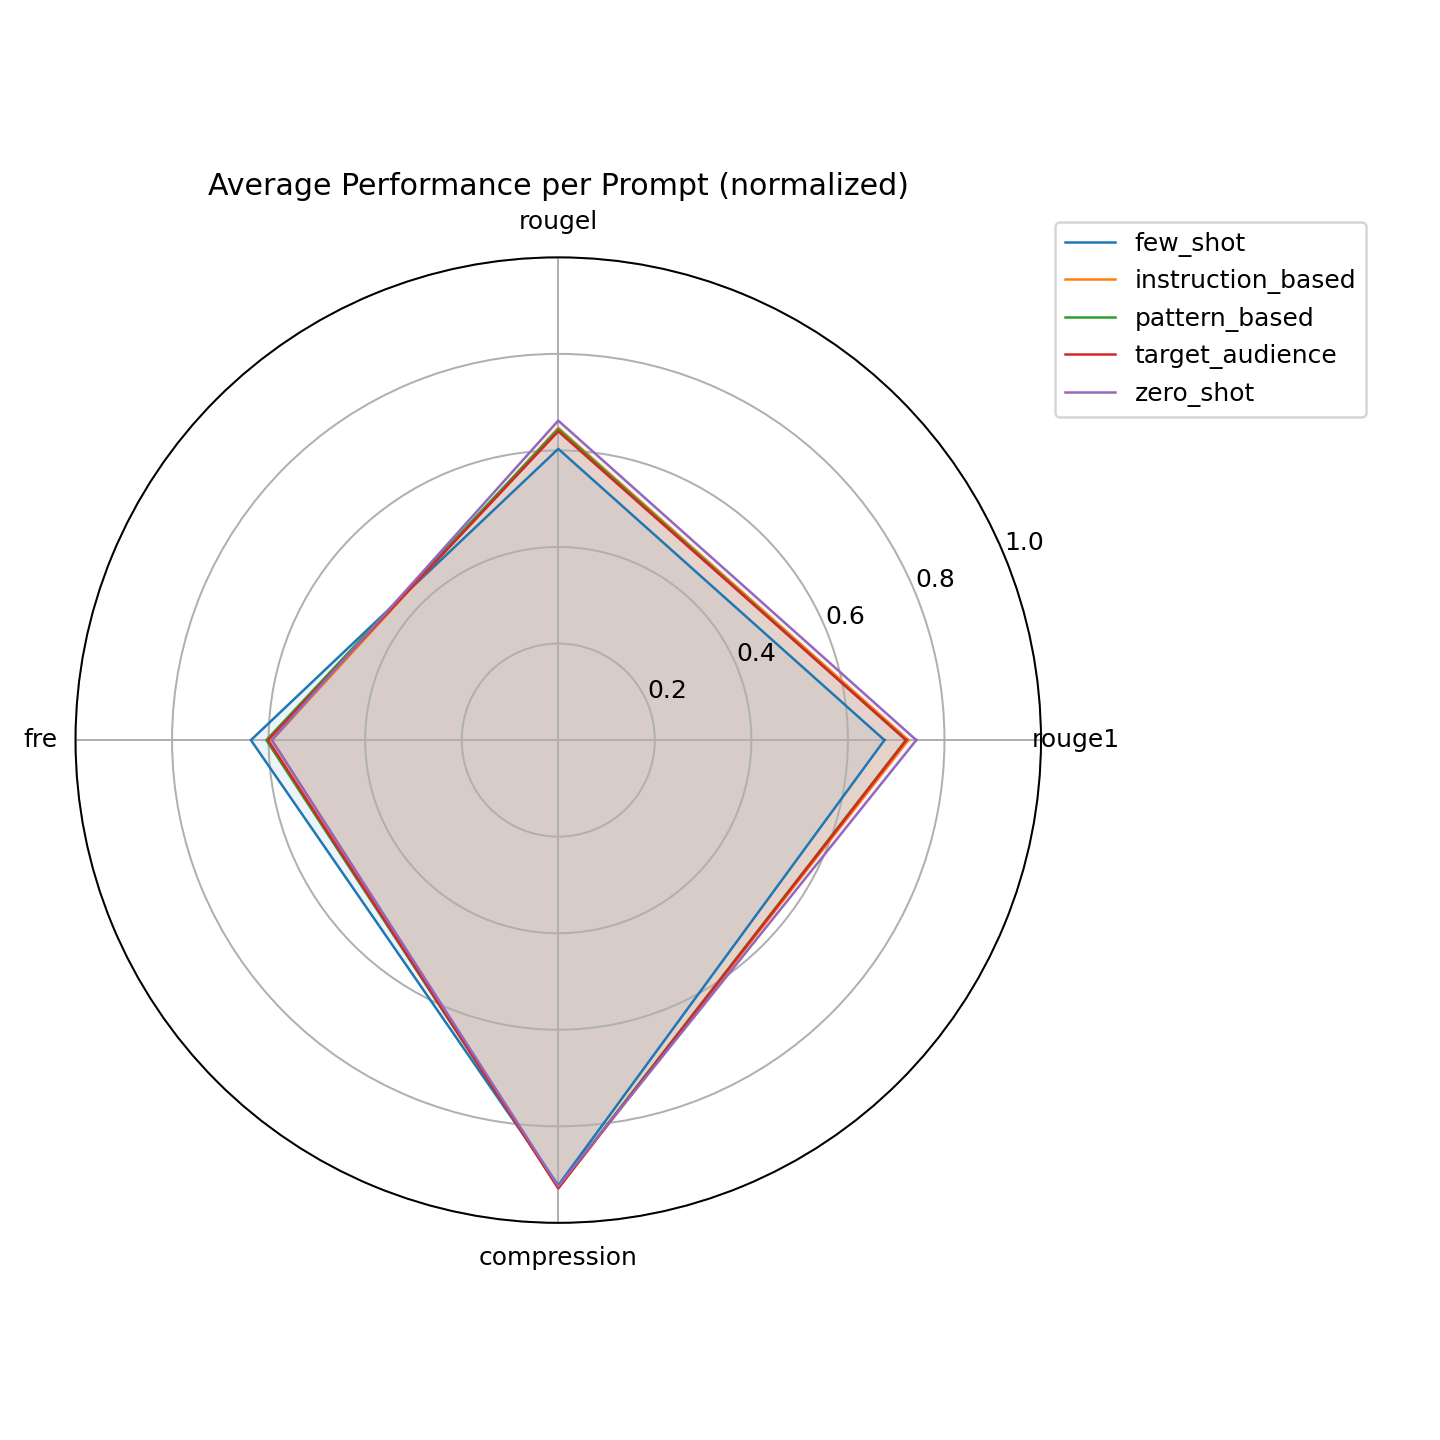 Average Performance per Prompt (normalized)
rougel
few_shot
instruction_based
pattern_based
target_audience
zero_shot
1.0
0.8
0.6
0.4
0.2
fre
rouge1
compression